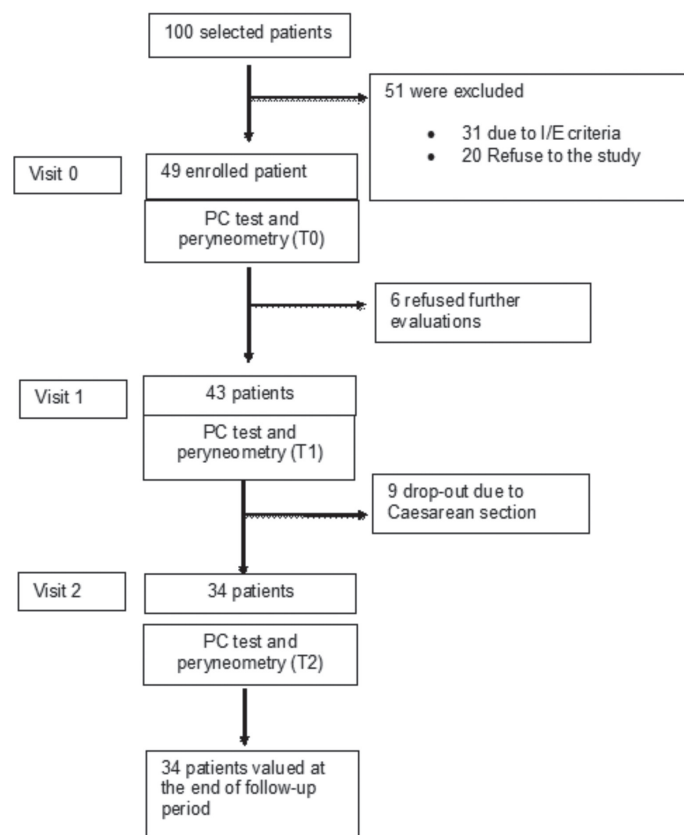 100 selected patients
51 were excluded
• 31 due to I/E criteria
• 20 Refuse to the study
Visit 0
49 enrolled patient
PC test and
peryneometry (T0)
6 refused further
evaluations
Visit 1
43 patients
PC test and
peryneometry (T1)
9 drop-out due to
Caesarean section
Visit 2
34 patients
PC test and
peryneometry (T2)
34 patients valued at
the end of follow-up
period